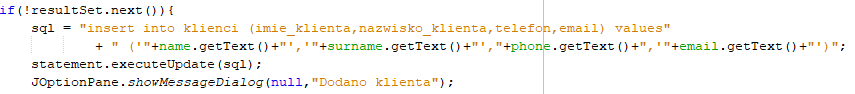 if(!resultSet.next()){
sql = "insert into klienci (imie_klienta,nazwisko_klienta,telefon,email) values"
+ " ('"+name.getText()+"','"+surname.getText()+"',"+phone.getText()+",'"+email.getText()+"')";
statement.executeUpdate(sql);
JOptionPane.showMessageDialog(null,"Dodano klienta");